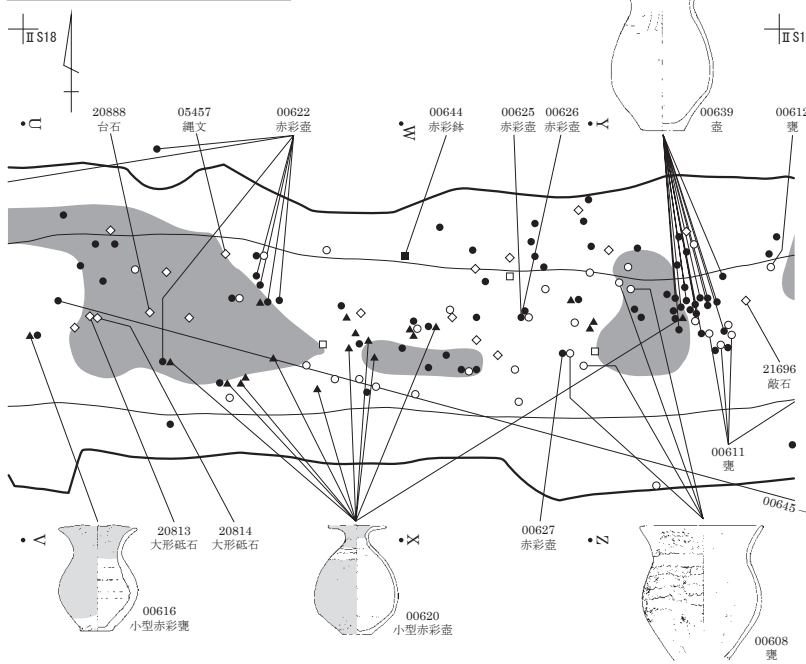 ⅡS18
ⅡS1
20888
台石
05457
縄文
00622
赤彩壺
00644
赤彩鉢
00625
赤彩壺
00626
赤彩壺
00639
壺
00612
甕
U
W
Y
21696
敲石
00611
甕
00645
20813
大形砥石
20814
大形砥石
00627
赤彩壺
V
X
Z
00616
小型赤彩甕
00620
小型赤彩壺
00608
甕